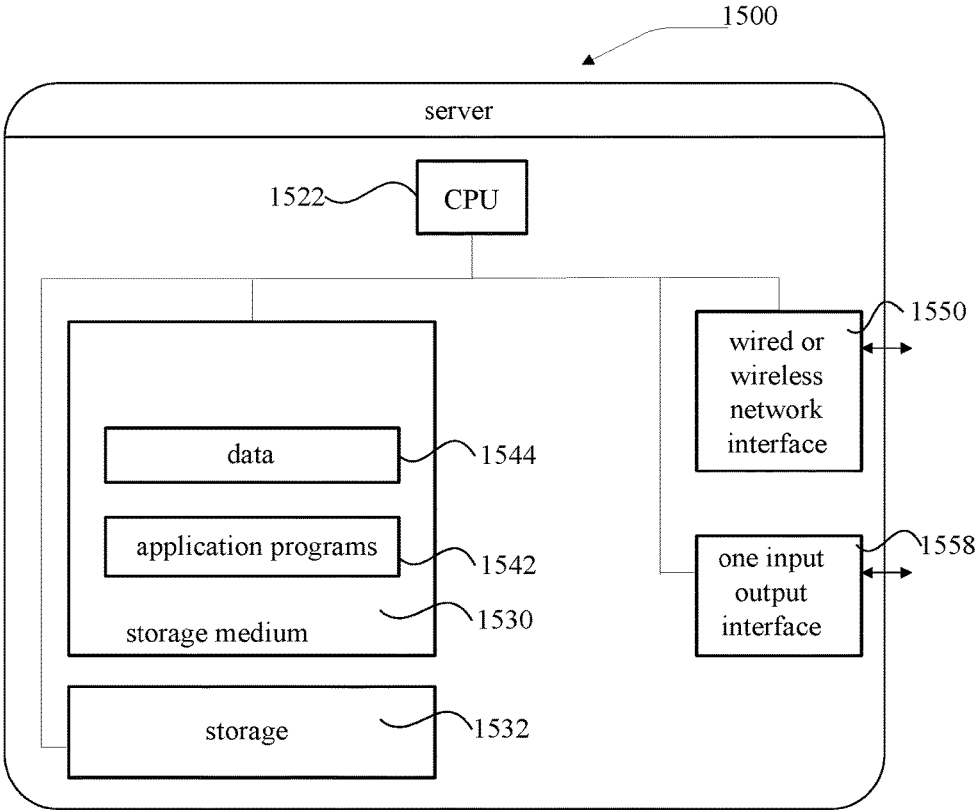 1500
server
1522
CPU
1550
wired or
wireless
network
interface
data
1544
application programs
1542
1558
one input
output
interface
1530
storage medium
storage
1532